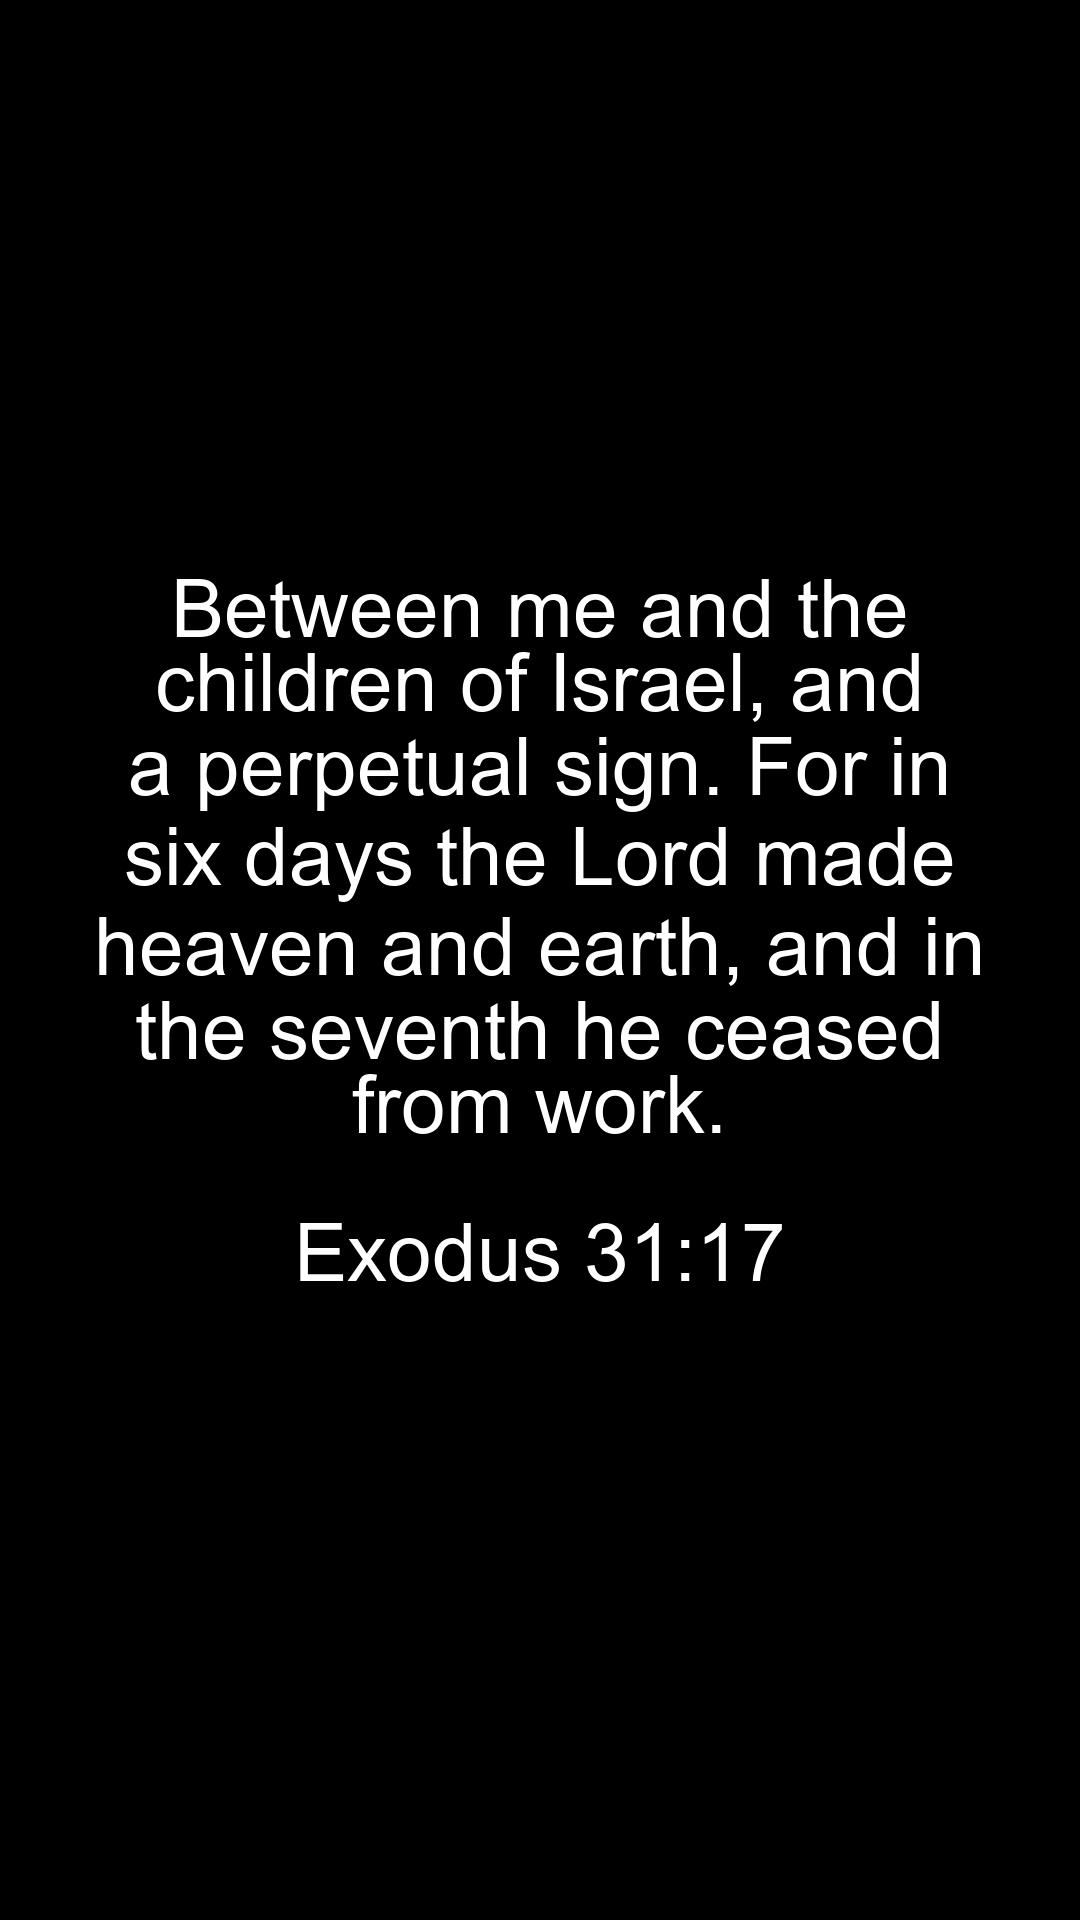 Between me and the
children of Israel, and
a perpetual sign. For in
six days the Lord made
heaven and earth, and in
the seventh he ceased
from work.
Exodus 31:17